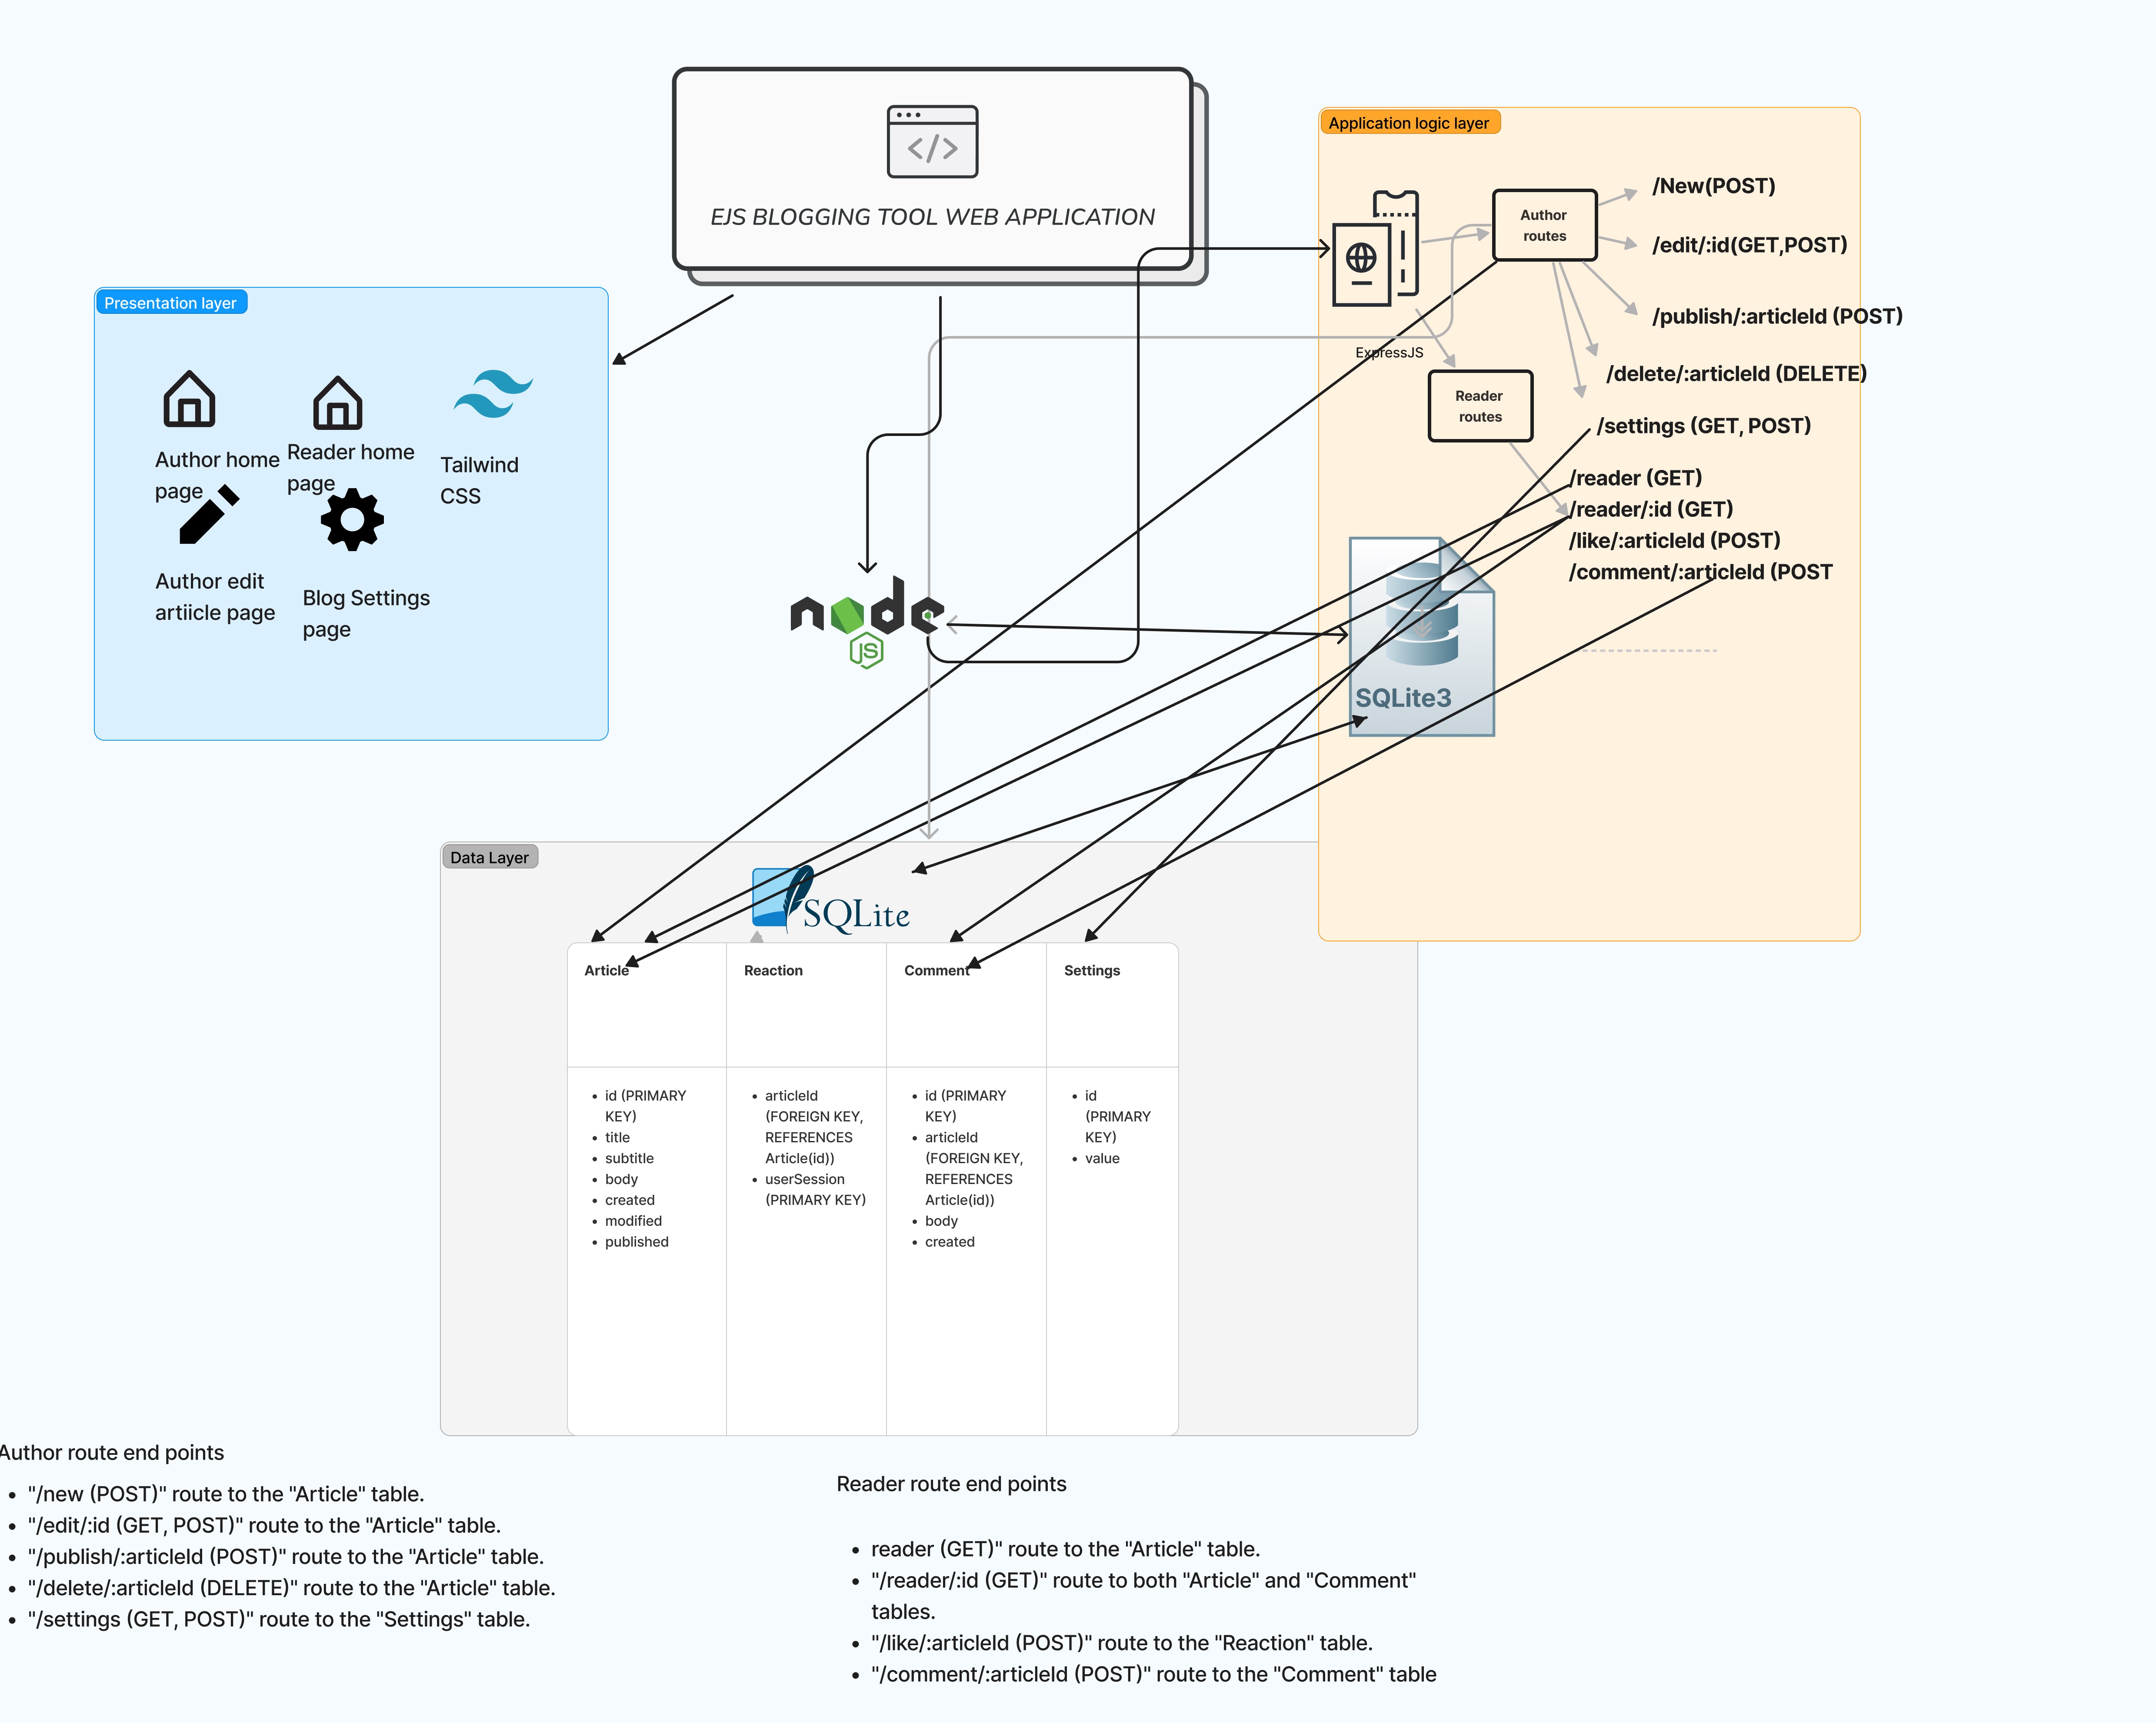 EJS BLOGGING TOOL WEB APPLICATION
Presentation layer
Author home
page
Reader home
page
Tailwind
CSS
Author edit
artiicle page
Blog Settings
page
node
JS
Application logic layer
Author
routes
/New(POST)
/edit/:id(GET,POST)
/publish/:articleId (POST)
ExpressJS
/delete/:articleId (DELETE)
Reader
routes
/settings (GET, POST)
/reader (GET)
/reader/:id (GET)
/like/:articleId (POST)
/comment/:articleId (POST
SQLite3
Data Layer
SQLite
Article
Reaction
Comment
Settings
• id (PRIMARY
KEY)
• title
• subtitle
• body
• created
• modified
• published
• articleId
(FOREIGN KEY,
REFERENCES
Article(id))
• userSession
(PRIMARY KEY)
• id (PRIMARY
KEY)
• articleId
(FOREIGN KEY,
REFERENCES
Article(id))
• body
• created
• id
(PRIMARY
KEY)
• value
Author route end points
• "/new (POST)" route to the "Article" table.
• "/edit/:id (GET, POST)" route to the "Article" table.
• "/publish/:articleId (POST)" route to the "Article" table.
• "/delete/:articleId (DELETE)" route to the "Article" table.
• "/settings (GET, POST)" route to the "Settings" table.
Reader route end points
• reader (GET)" route to the "Article" table.
• "/reader/:id (GET)" route to both "Article" and "Comment"
tables.
• "/like/:articleId (POST)" route to the "Reaction" table.
• "/comment/:articleId (POST)" route to the "Comment" table